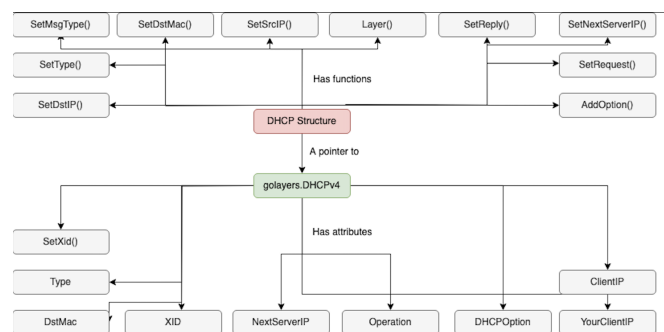 SetMsgType()
SetDstMac()
SetSrcIP()
Layer()
SetReply()
SetNextServerIP()
SetType()
Has functions
SetRequest()
SetDstIP()
AddOption()
DHCP Structure
A pointer to
golayers.DHCPv4
Has attributes
SetXid()
Type
ClientIP
DstMac
XID
NextServerIP
Operation
DHCPOption
YourClientIP